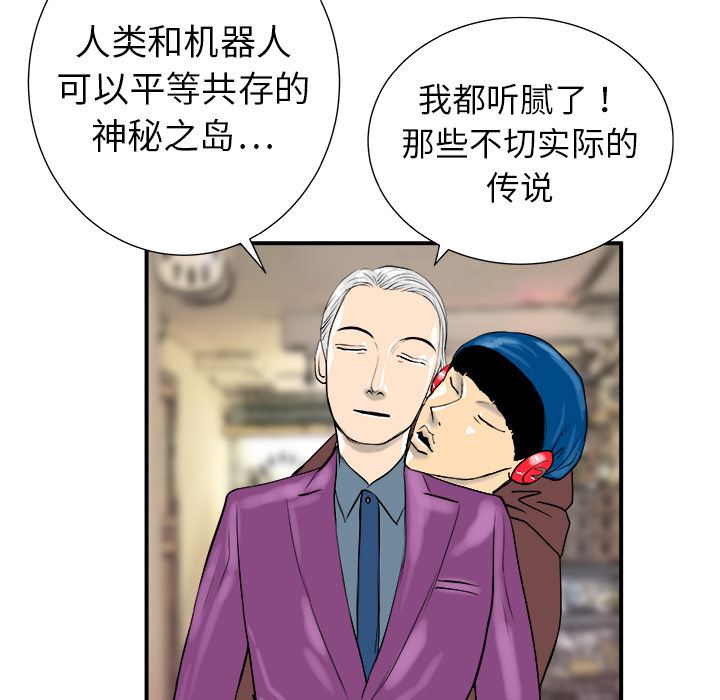 人类和机器人
可以平等共存的
神秘之岛...
我都听腻了！
那些不切实际的
传说